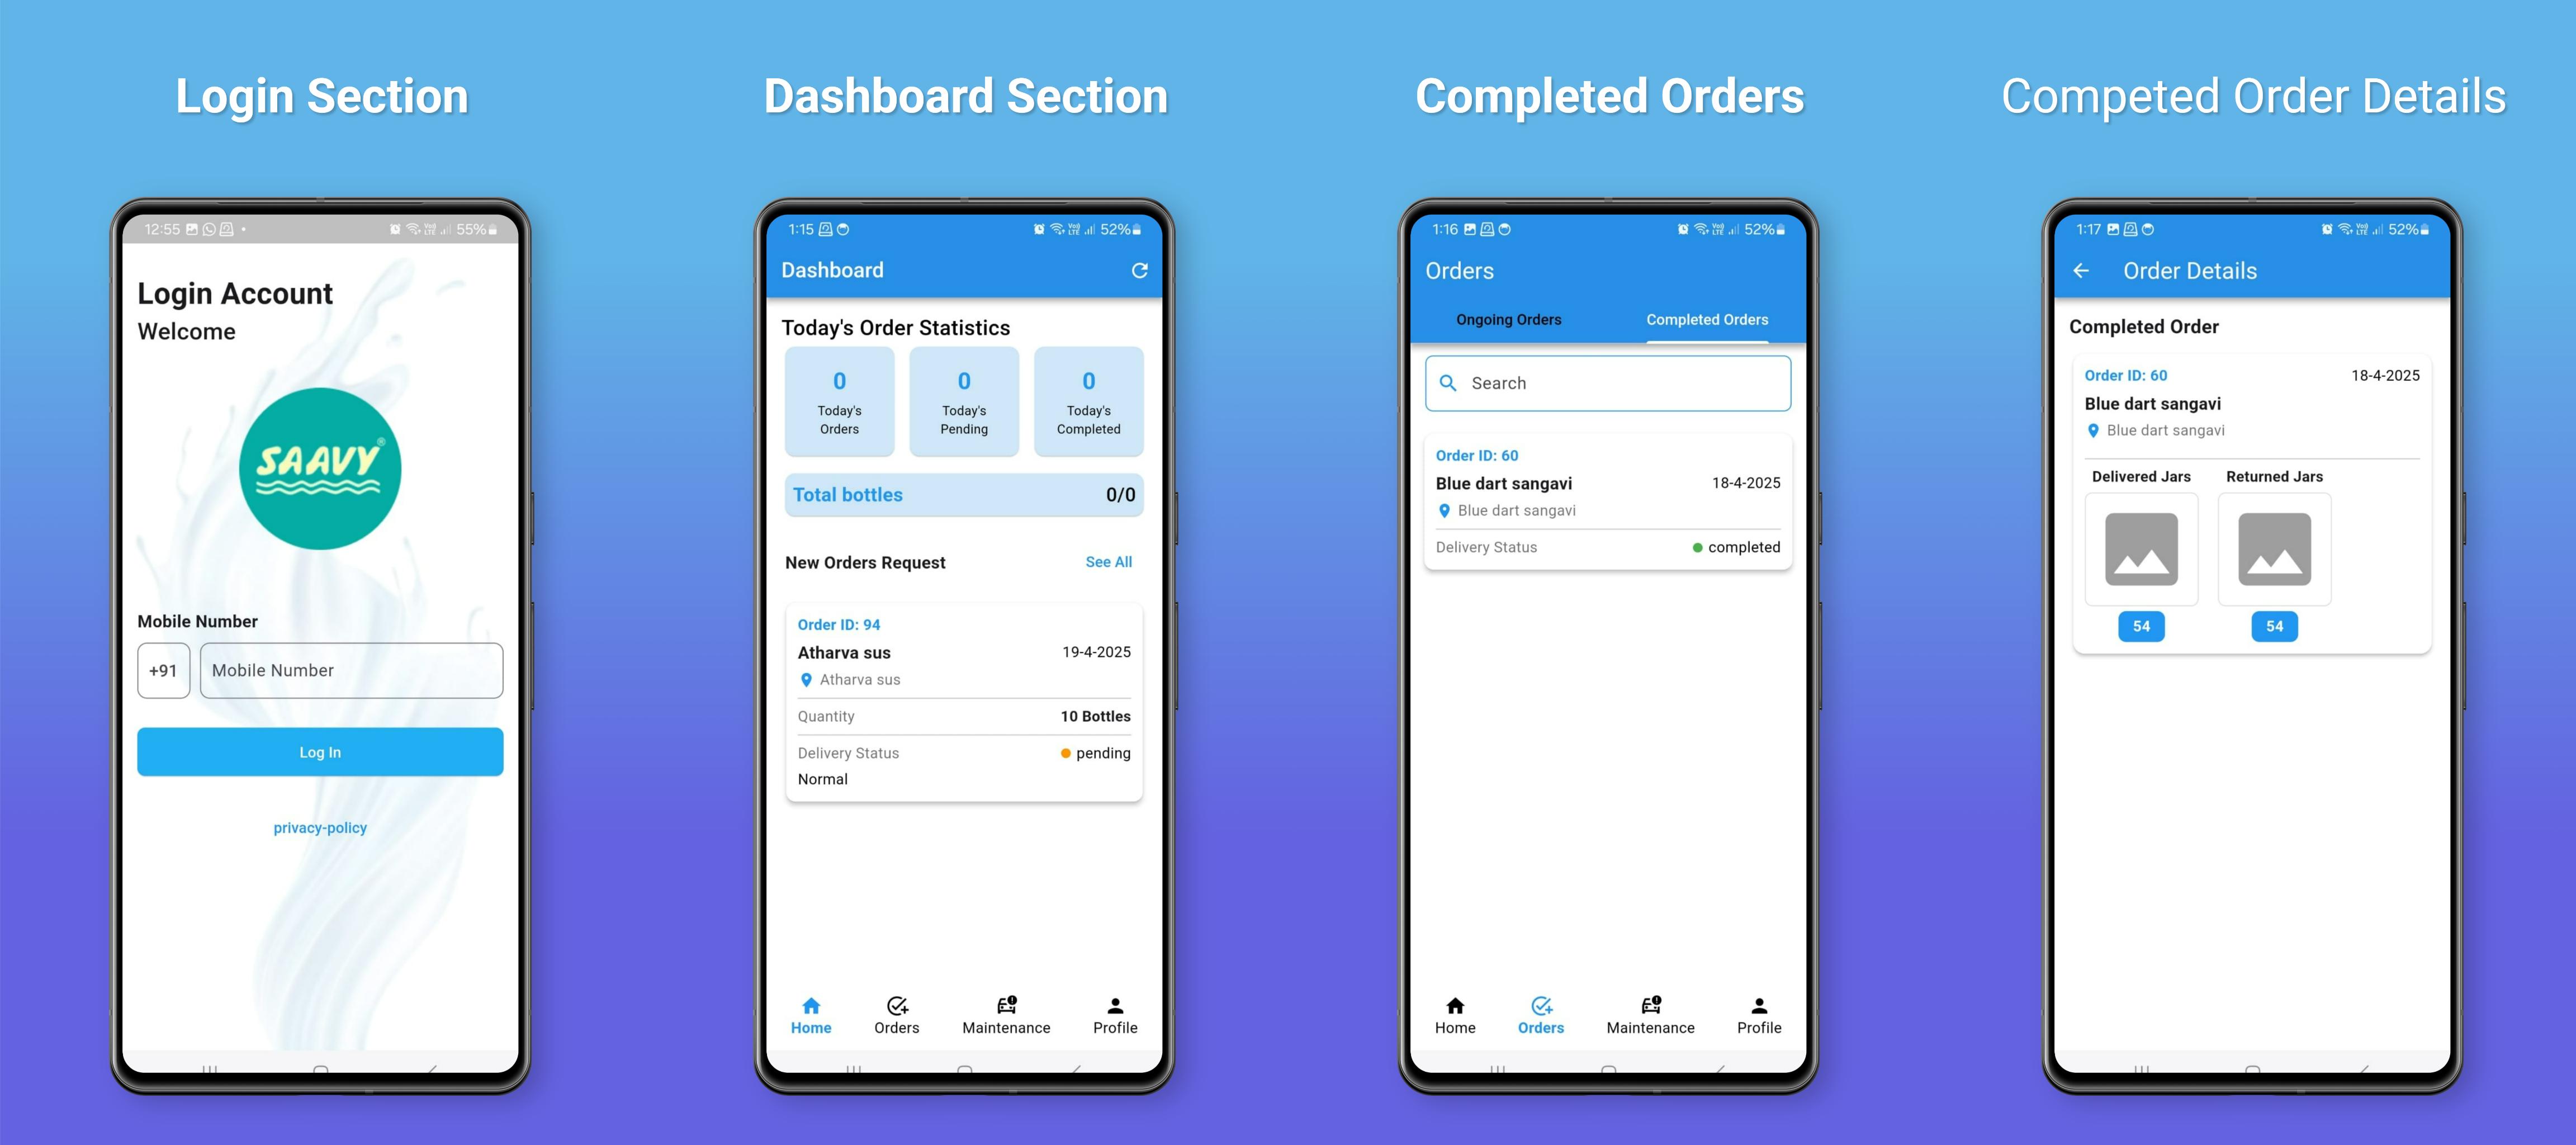 Login Section
12:55
55%
Login Account
Welcome
SAAVY®
Mobile Number
+91
Mobile Number
Log In
privacy-policy
Dashboard Section
1:15
Vo)) LTE
52%
Dashboard
Today's Order Statistics
0
Today's
Orders
0
Today's
Pending
0
Today's
Completed
Total bottles
0/0
New Orders Request
See All
Order ID: 94
Atharva sus
19-4-2025
Atharva sus
Quantity
10 Bottles
Delivery Status
pending
Normal
Home
Orders
Maintenance
Profile
Completed Orders
1:16
Vo)) LTE
52%
Orders
Ongoing Orders
Completed Orders
Search
Order ID: 60
Blue dart sangavi
18-4-2025
Blue dart sangavi
Delivery Status
completed
Home
Orders
Maintenance
Profile
Competed Order Details
1:17
Vo)) LTE
52%
Order Details
Completed Order
Order ID: 60
18-4-2025
Blue dart sangavi
Blue dart sangavi
Delivered Jars
Returned Jars
54
54